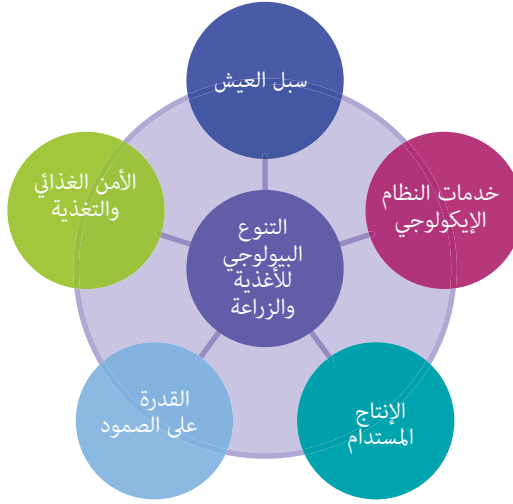 سبل العيش
خدمات النظام
الإيكولوجي
الإنتاج
المستدام
القدرة
على الصمود
الأمن الغذائي
والتغذية
التنوع
البيولوجي
للأغذية
والزراعة